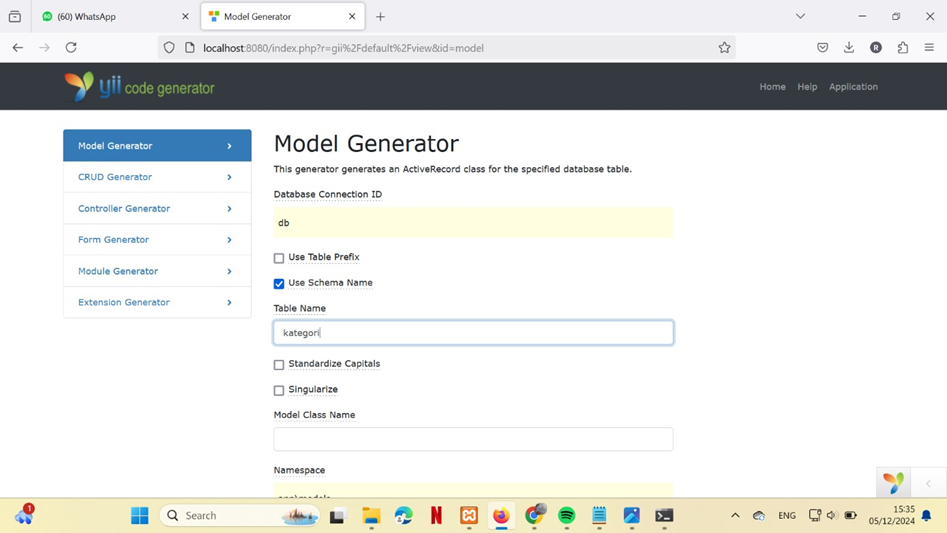 (60) WhatsApp
Model Generator
localhost:8080/index.php?r=gii%2Fdefault%2Fview&id=model
R
yii code generator
Home Help Application
Model Generator
CRUD Generator
Controller Generator
Form Generator
Module Generator
Extension Generator
Model Generator
This generator generates an ActiveRecord class for the specified database table.
Database Connection ID
db
Use Table Prefix
Use Schema Name
Table Name
kategori
Standardize Capitals
Singularize
Model Class Name
Namespace
app\models
1
Search
N
ENG
15:35
05/12/2024